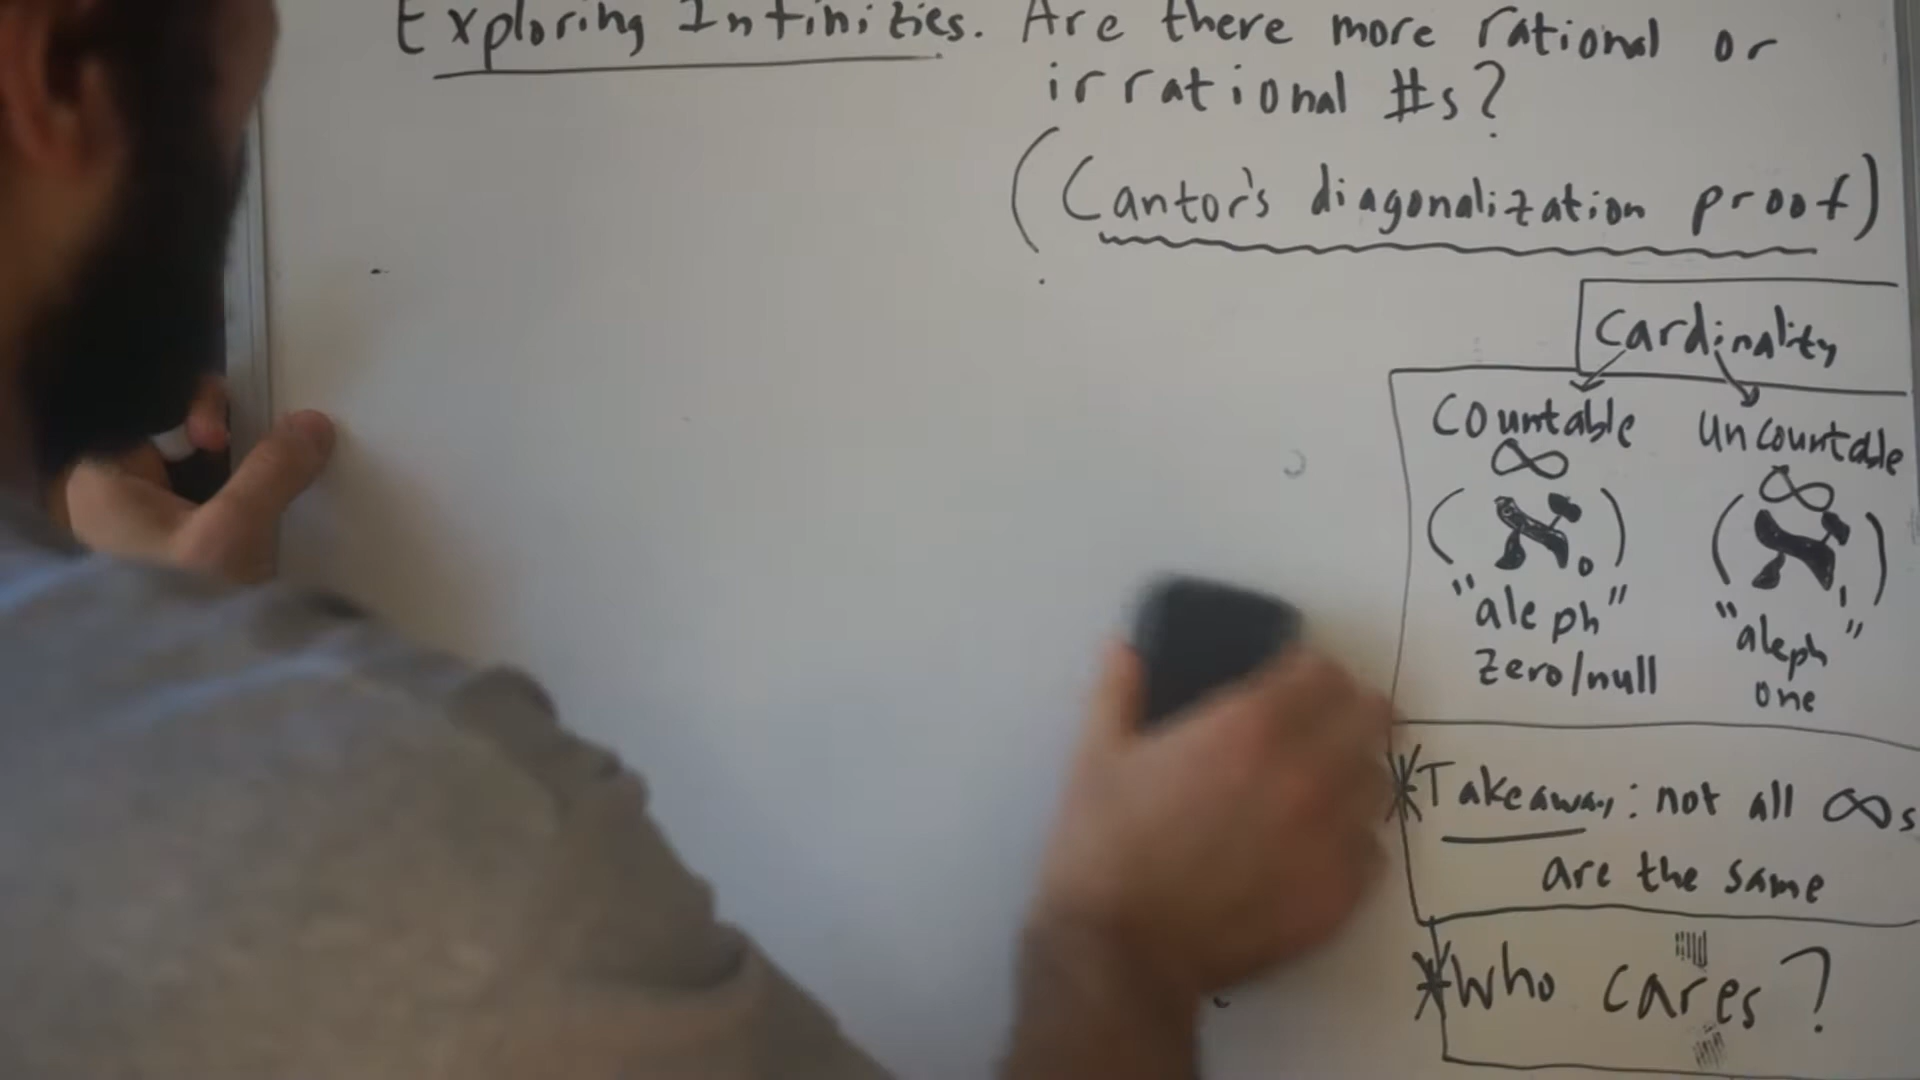 Exploring Infinities. Are there more rational or
irrational #s?
(Cantor's diagonalization proof)
Cardinality
Countable
∞
(ℵ0)
"aleph"
Zero/null
Uncountable
∞
(ℵ1)
"aleph"
one
*Takeaway: not all ∞s
are the same
*Who cares?